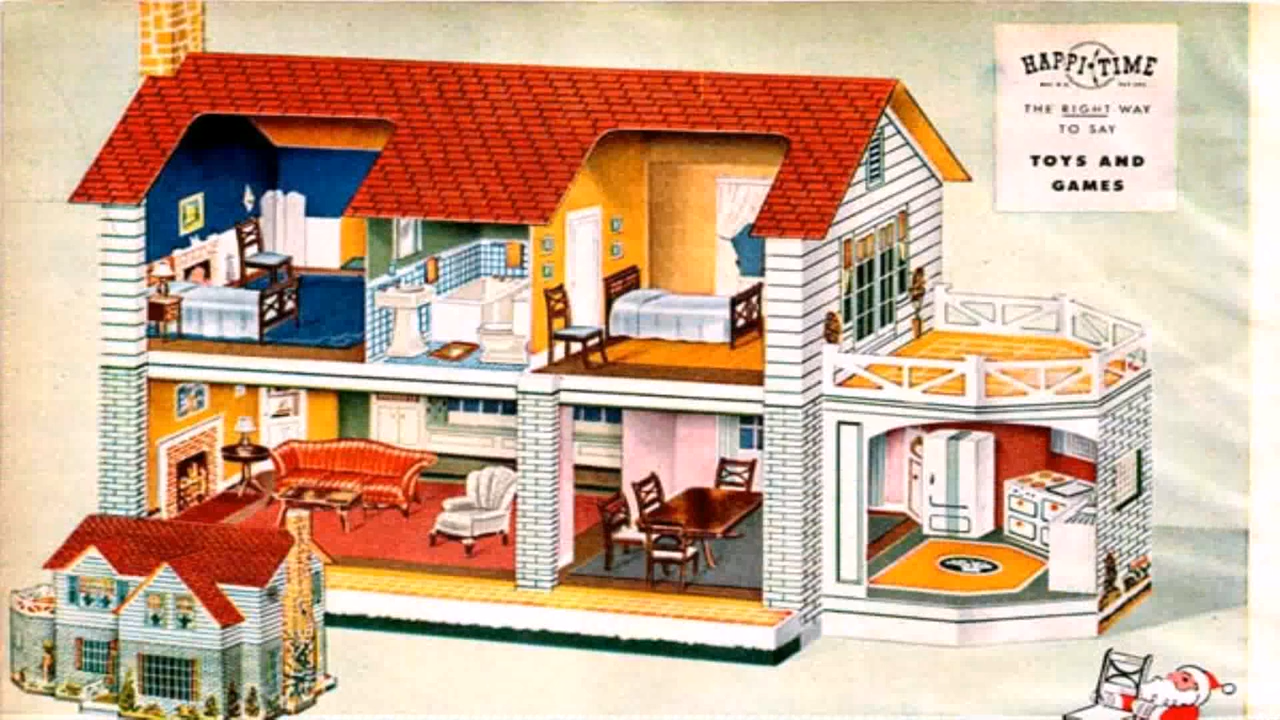 HAPPI-TIME
THE RIGHT WAY
TO SAY
TOYS AND
GAMES